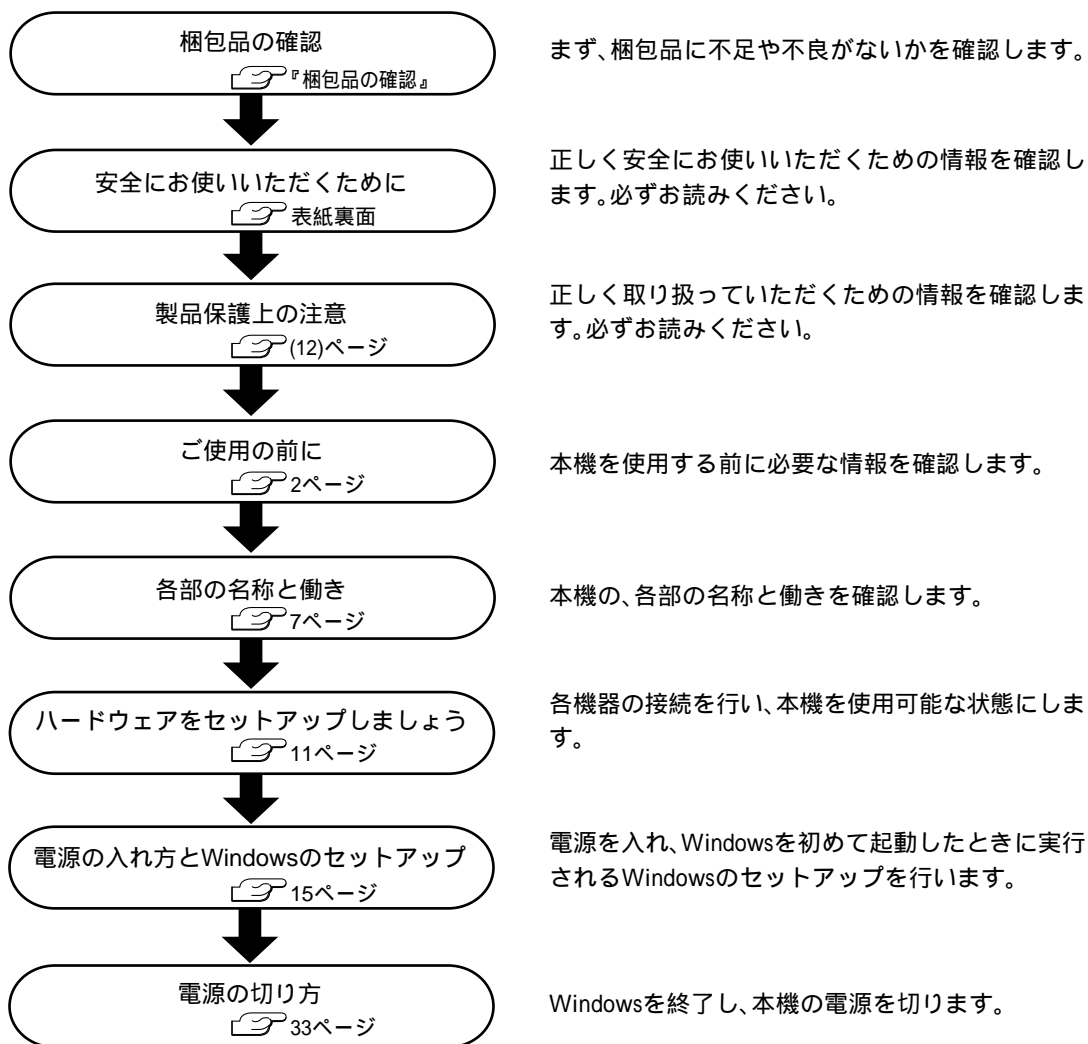 梱包品の確認
『梱包品の確認』
まず、梱包品に不足や不良がないかを確認します。
安全にお使いいただくために
表紙裏面
正しく安全にお使いいただくための情報を確認し
ます。必ずお読みください。
製品保護上の注意
(12)ページ
正しく取り扱っていただくための情報を確認しま
す。必ずお読みください。
ご使用の前に
2ページ
本機を使用する前に必要な情報を確認します。
各部の名称と働き
7ページ
本機の、各部の名称と働きを確認します。
ハードウェアをセットアップしましょう
11ページ
各機器の接続を行い、本機を使用可能な状態にしま
す。
電源の入れ方とWindowsのセットアップ
15ページ
電源を入れ、Windowsを初めて起動したときに実行
されるWindowsのセットアップを行います。
電源の切り方
33ページ
Windowsを終了し、本機の電源を切ります。